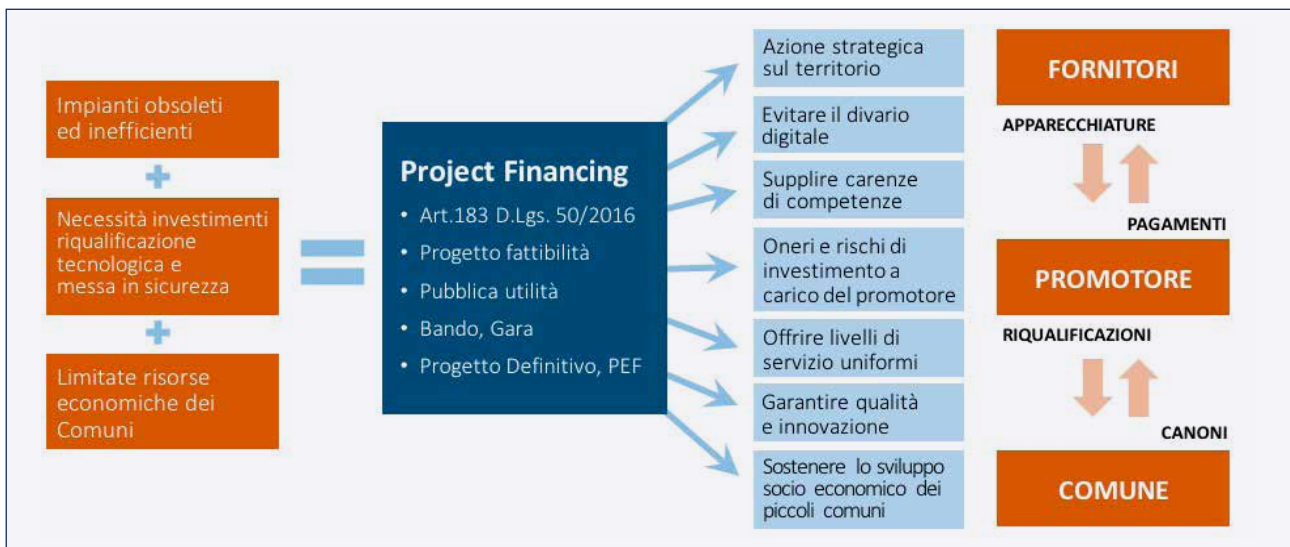 Impianti obsoleti
ed inefficienti
+
Necessità investimenti
riqualificazione
tecnologica e
messa in sicurezza
+
Limitate risorse
economiche dei
Comuni
=
Project Financing
• Art.183 D.Lgs. 50/2016
• Progetto fattibilità
• Pubblica utilità
• Bando, Gara
• Progetto Definitivo, PEF
Azione strategica
sul territorio
Evitare il divario
digitale
Supplire carenze
di competenze
Oneri e rischi di
investimento a
carico del promotore
Offrire livelli di
servizio uniformi
Garantire qualità
e innovazione
Sostenere lo sviluppo
socio economico dei
piccoli comuni
FORNITORI
APPARECCHIATURE
PAGAMENTI
PROMOTORE
RIQUALIFICAZIONI
CANONI
COMUNE